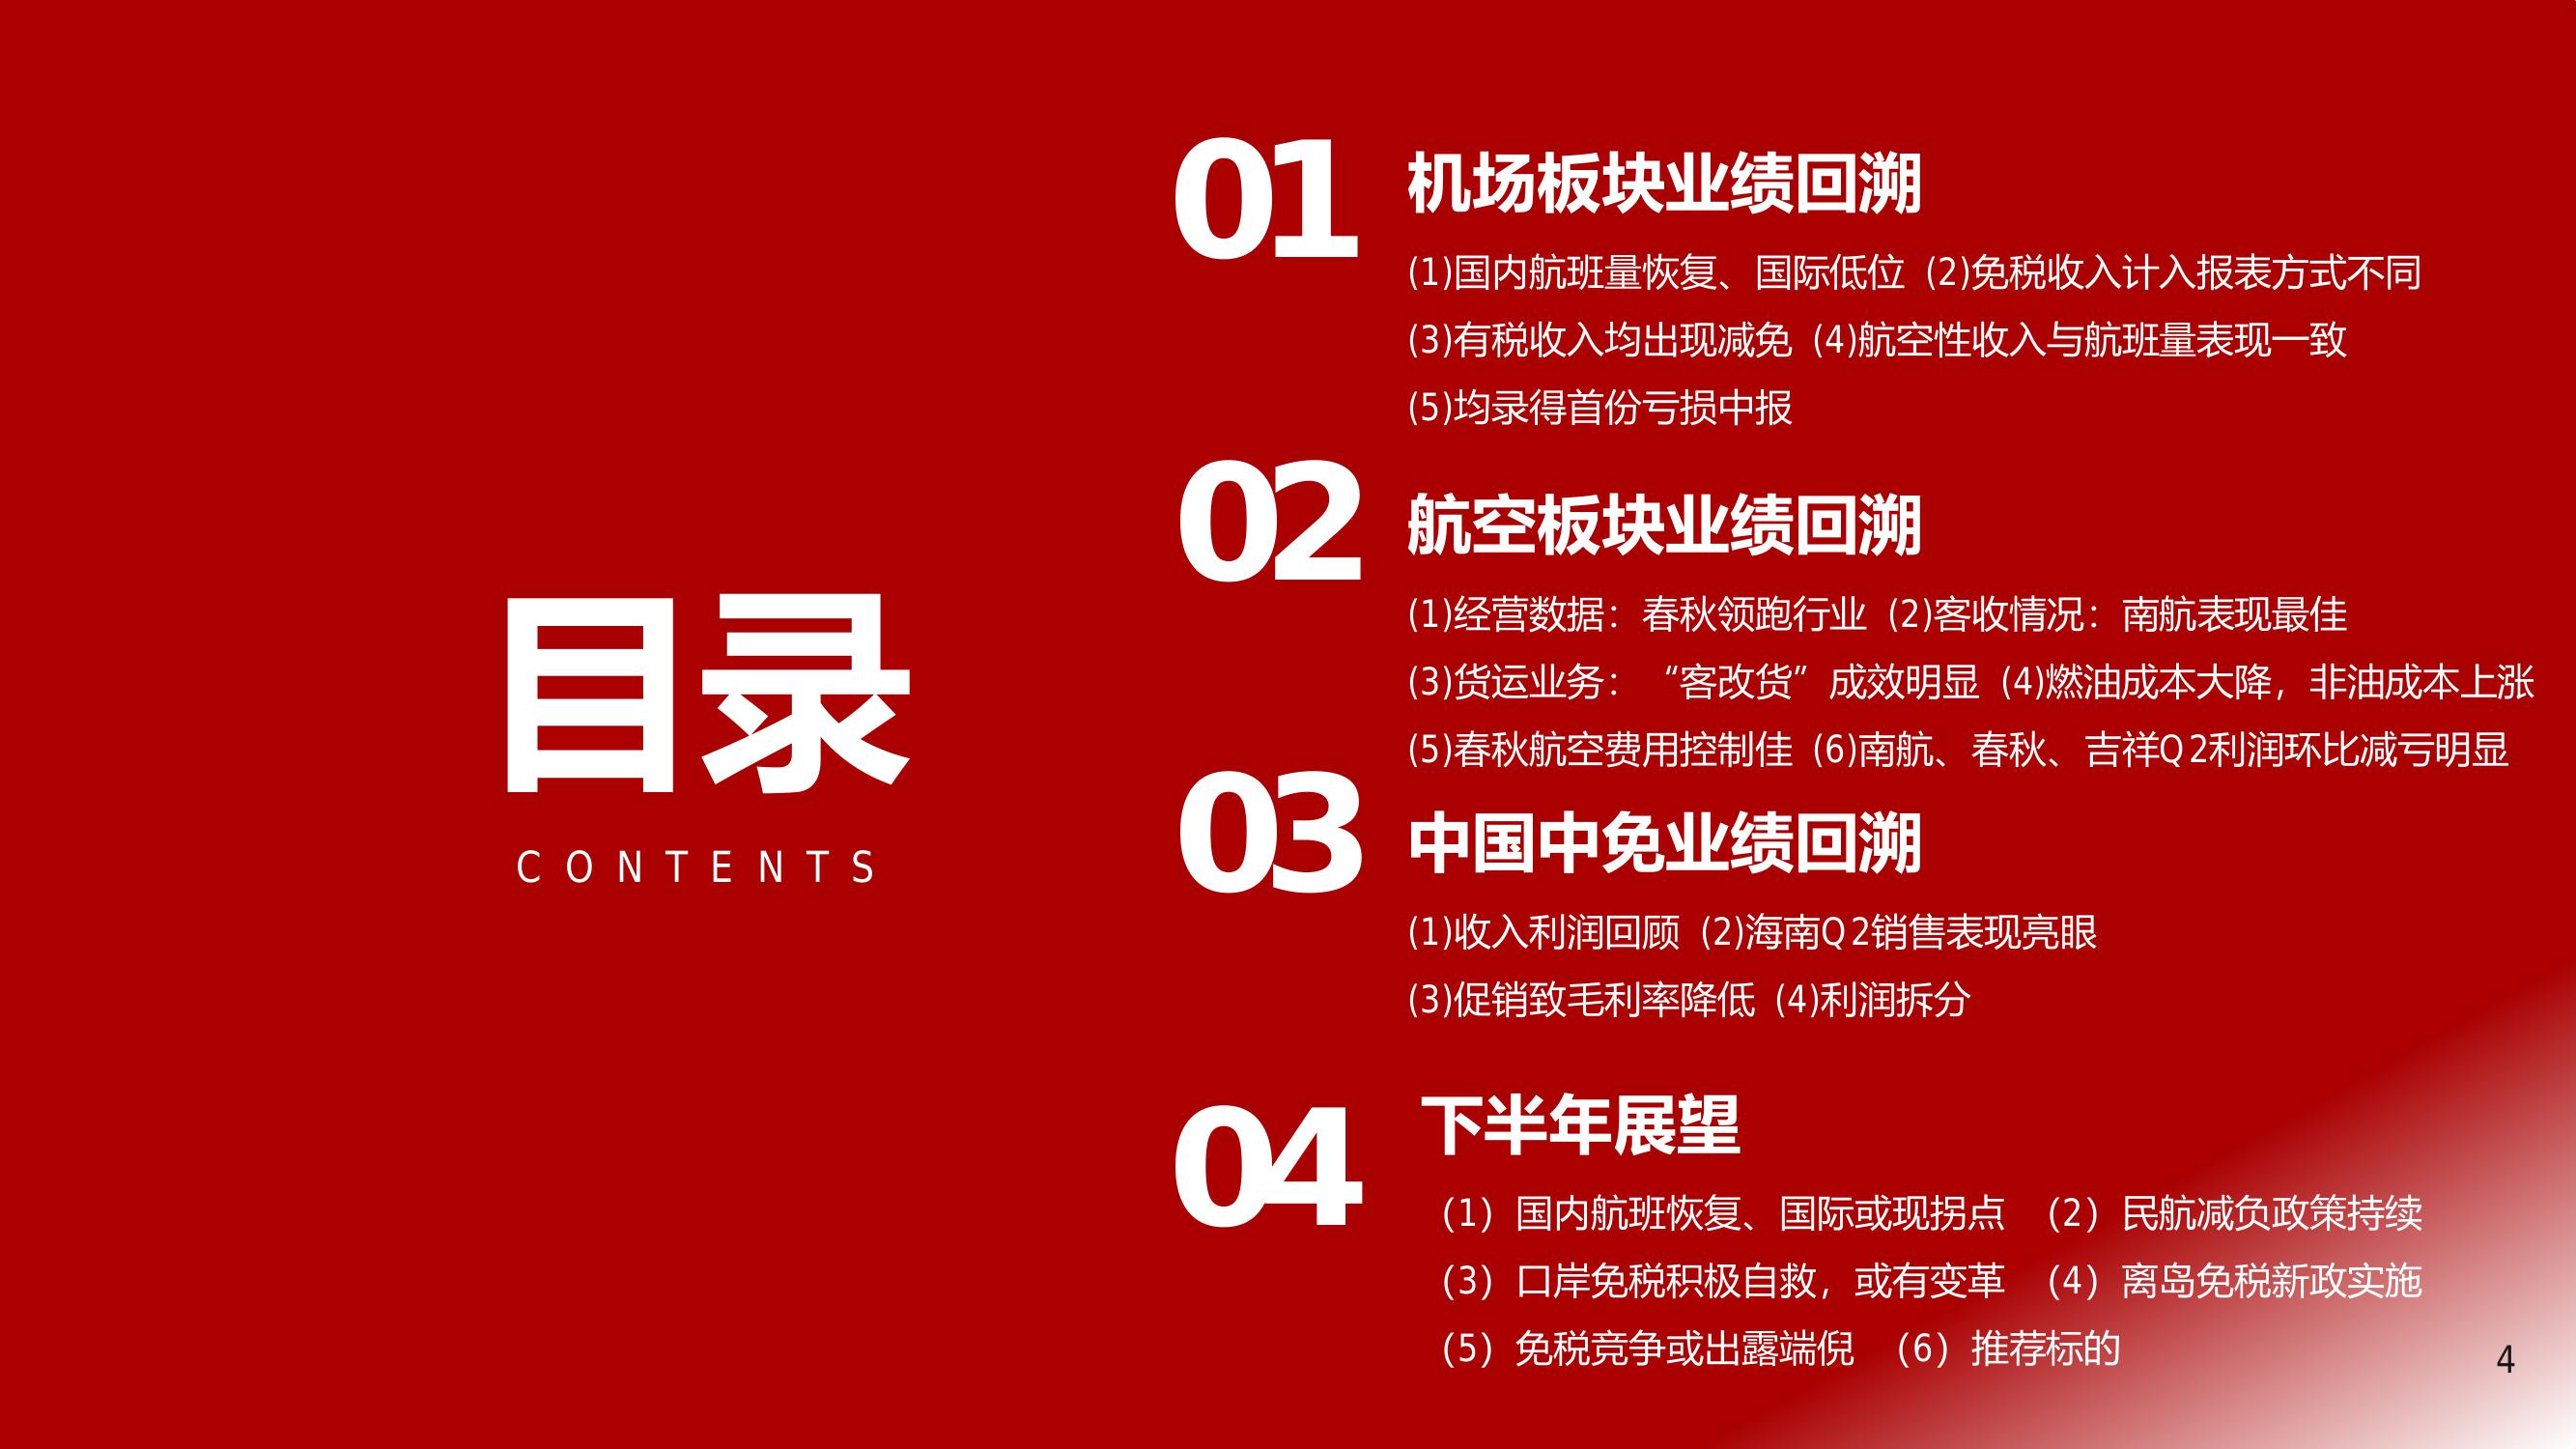 目录
CONTENTS
01
机场板块业绩回溯
(1)国内航班量恢复、国际低位 (2)免税收入计入报表方式不同
(3)有税收入均出现减免 (4)航空性收入与航班量表现一致
(5)均录得首份亏损中报
02
航空板块业绩回溯
(1)经营数据：春秋领跑行业 (2)客收情况：南航表现最佳
(3)货运业务：“客改货”成效明显 (4)燃油成本大降，非油成本上涨
(5)春秋航空费用控制佳 (6)南航、春秋、吉祥Q2利润环比减亏明显
03
中国中免业绩回溯
(1)收入利润回顾 (2)海南Q2销售表现亮眼
(3)促销致毛利率降低 (4)利润拆分
04
下半年展望
（1）国内航班恢复、国际或现拐点 （2）民航减负政策持续
（3）口岸免税积极自救，或有变革 （4）离岛免税新政实施
（5）免税竞争或出露端倪 （6）推荐标的
4